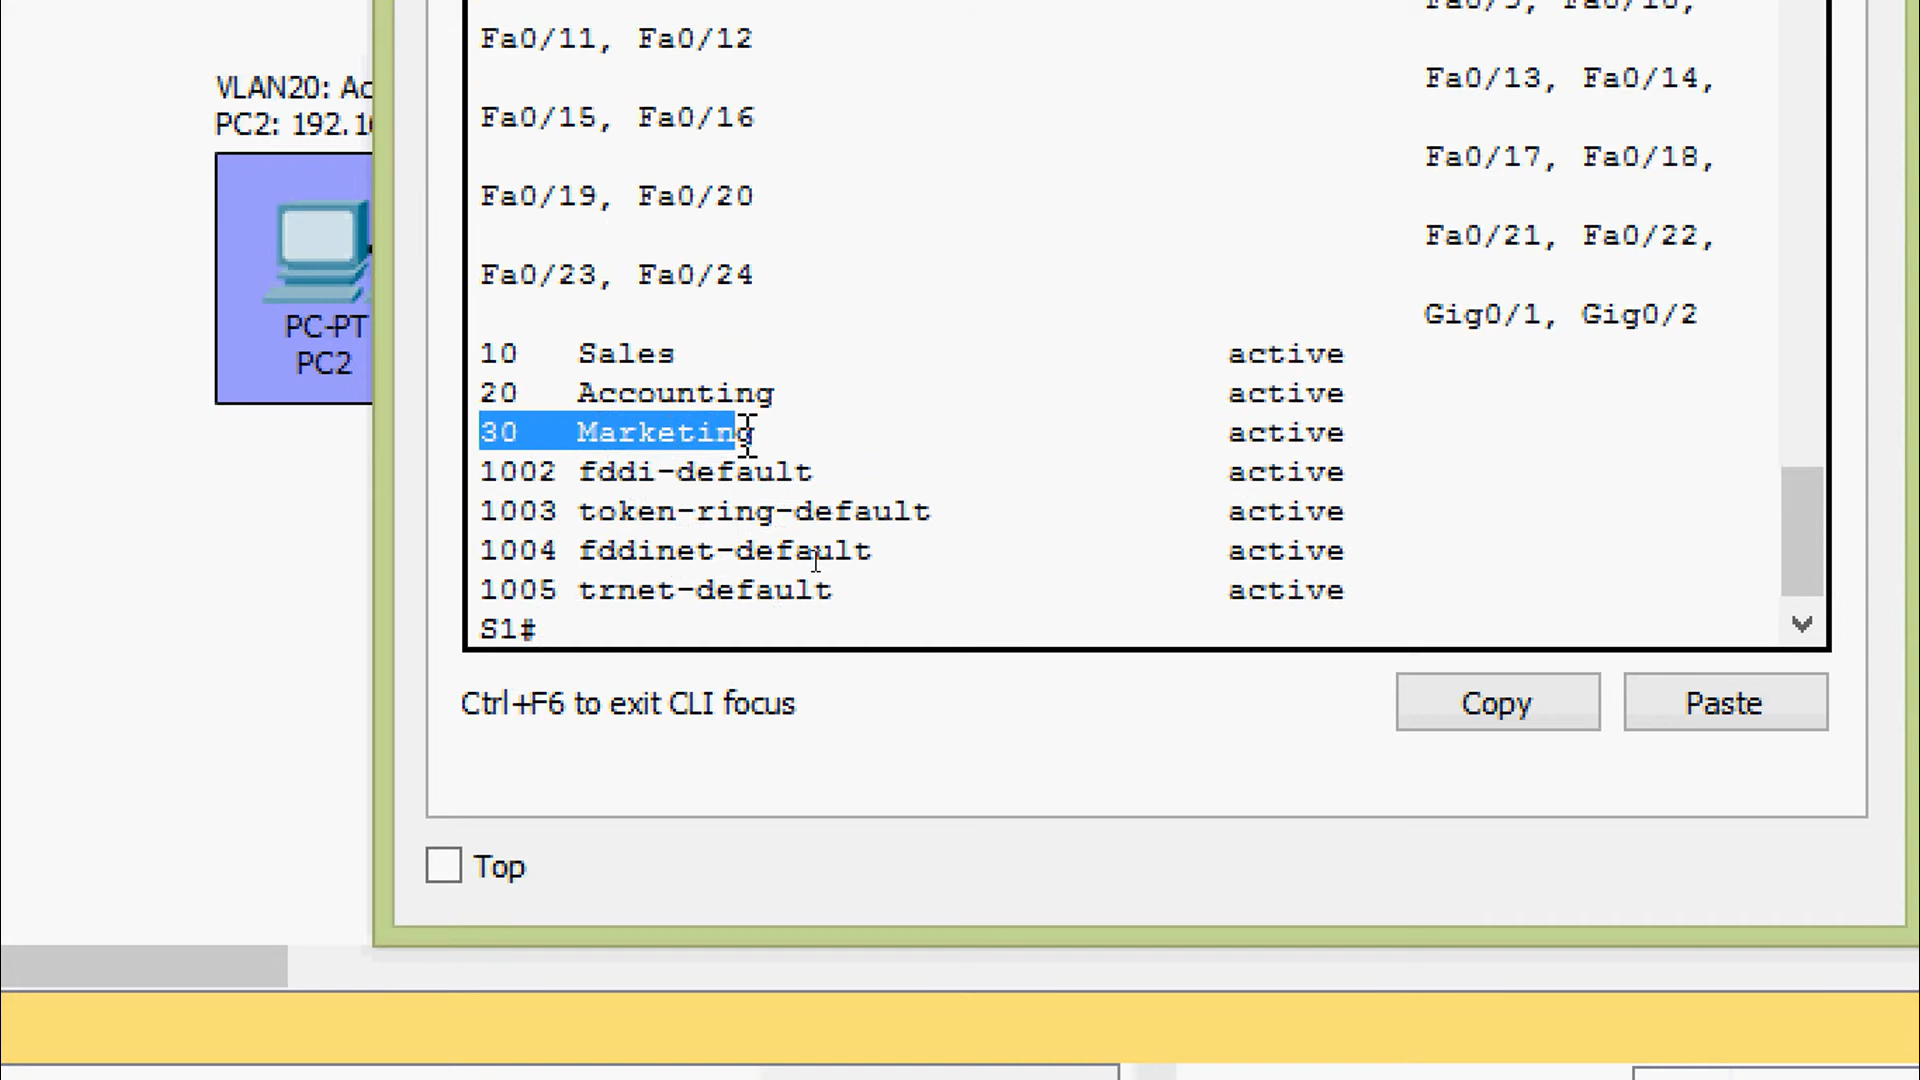 Fa0/9, Fa0/10,
Fa0/11, Fa0/12
Fa0/13, Fa0/14,
Fa0/15, Fa0/16
Fa0/17, Fa0/18,
Fa0/19, Fa0/20
Fa0/21, Fa0/22,
Fa0/23, Fa0/24
Gig0/1, Gig0/2
10 Sales active
20 Accounting active
30 Marketing active
1002 fddi-default active
1003 token-ring-default active
1004 fddinet-default active
1005 trnet-default active
S1#
VLAN20: Ac
PC2: 192.1
PC-PT
PC2
Ctrl+F6 to exit CLI focus
Copy
Paste
Top